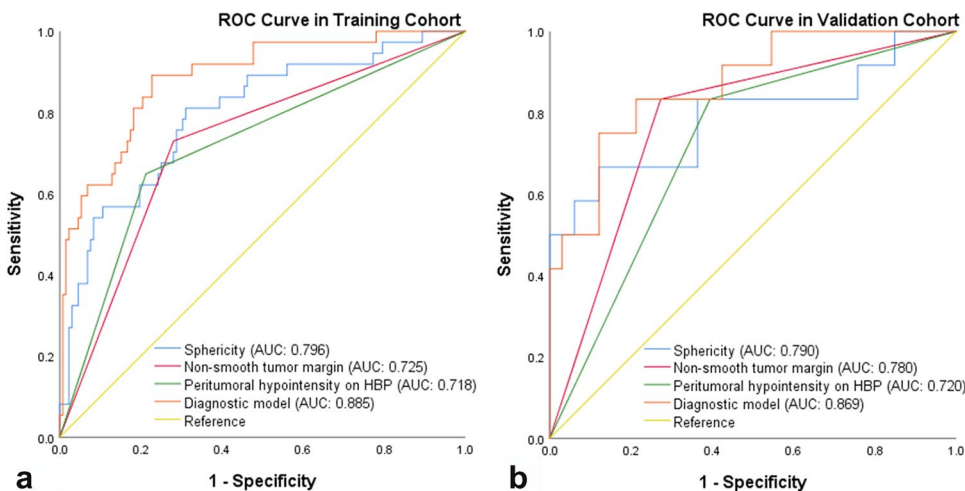 ROC Curve in Training Cohort
1.0
0.8
0.6
0.4
0.2
0.0
Sensitivity
Sphericity (AUC: 0.796)
Non-smooth tumor margin (AUC: 0.725)
Peritumoral hypointensity on HBP (AUC: 0.718)
Diagnostic model (AUC: 0.885)
Reference
0.0 0.2 0.4 0.6 0.8 1.0
1 - Specificity
a
ROC Curve in Validation Cohort
1.0
0.8
0.6
0.4
0.2
0.0
Sensitivity
Sphericity (AUC: 0.790)
Non-smooth tumor margin (AUC: 0.780)
Peritumoral hypointensity on HBP (AUC: 0.720)
Diagnostic model (AUC: 0.869)
Reference
0.0 0.2 0.4 0.6 0.8 1.0
1 - Specificity
b